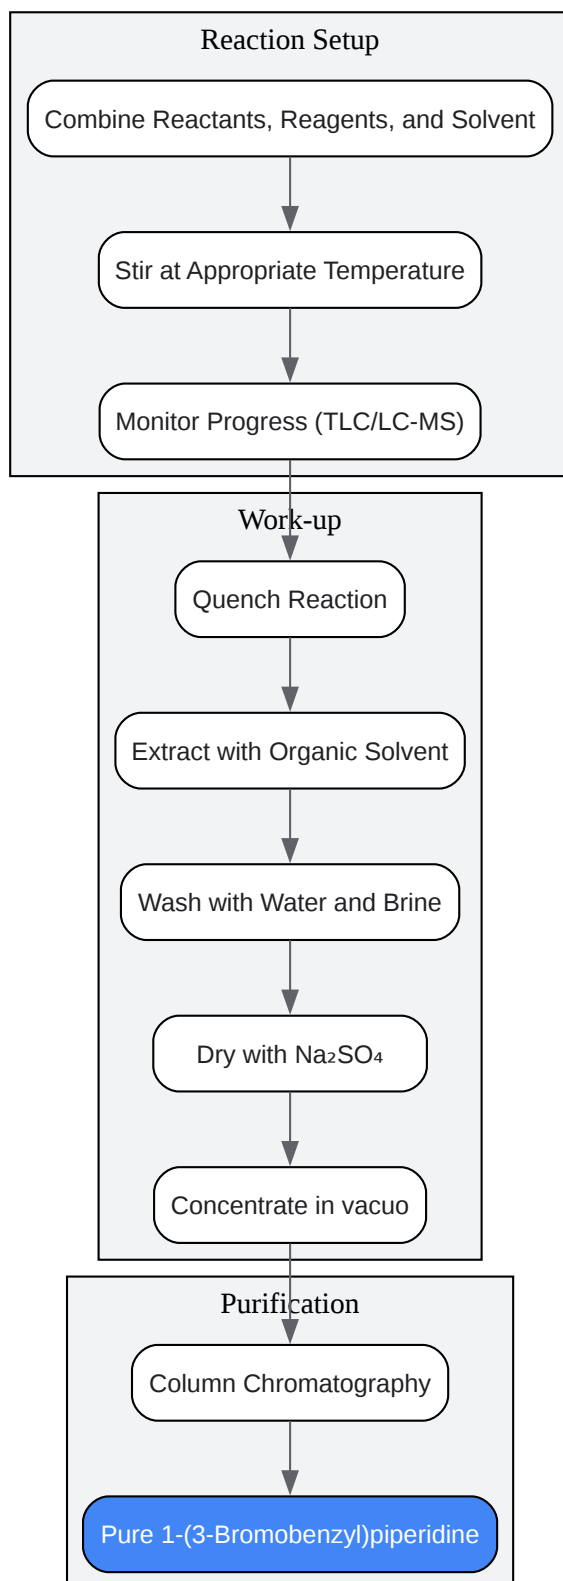 Reaction Setup
Combine Reactants, Reagents, and Solvent
Stir at Appropriate Temperature
Monitor Progress (TLC/LC-MS)
Work-up
Quench Reaction
Extract with Organic Solvent
Wash with Water and Brine
Dry with Na₂SO₄
Concentrate in vacuo
Purification
Column Chromatography
Pure 1-(3-Bromobenzyl)piperidine